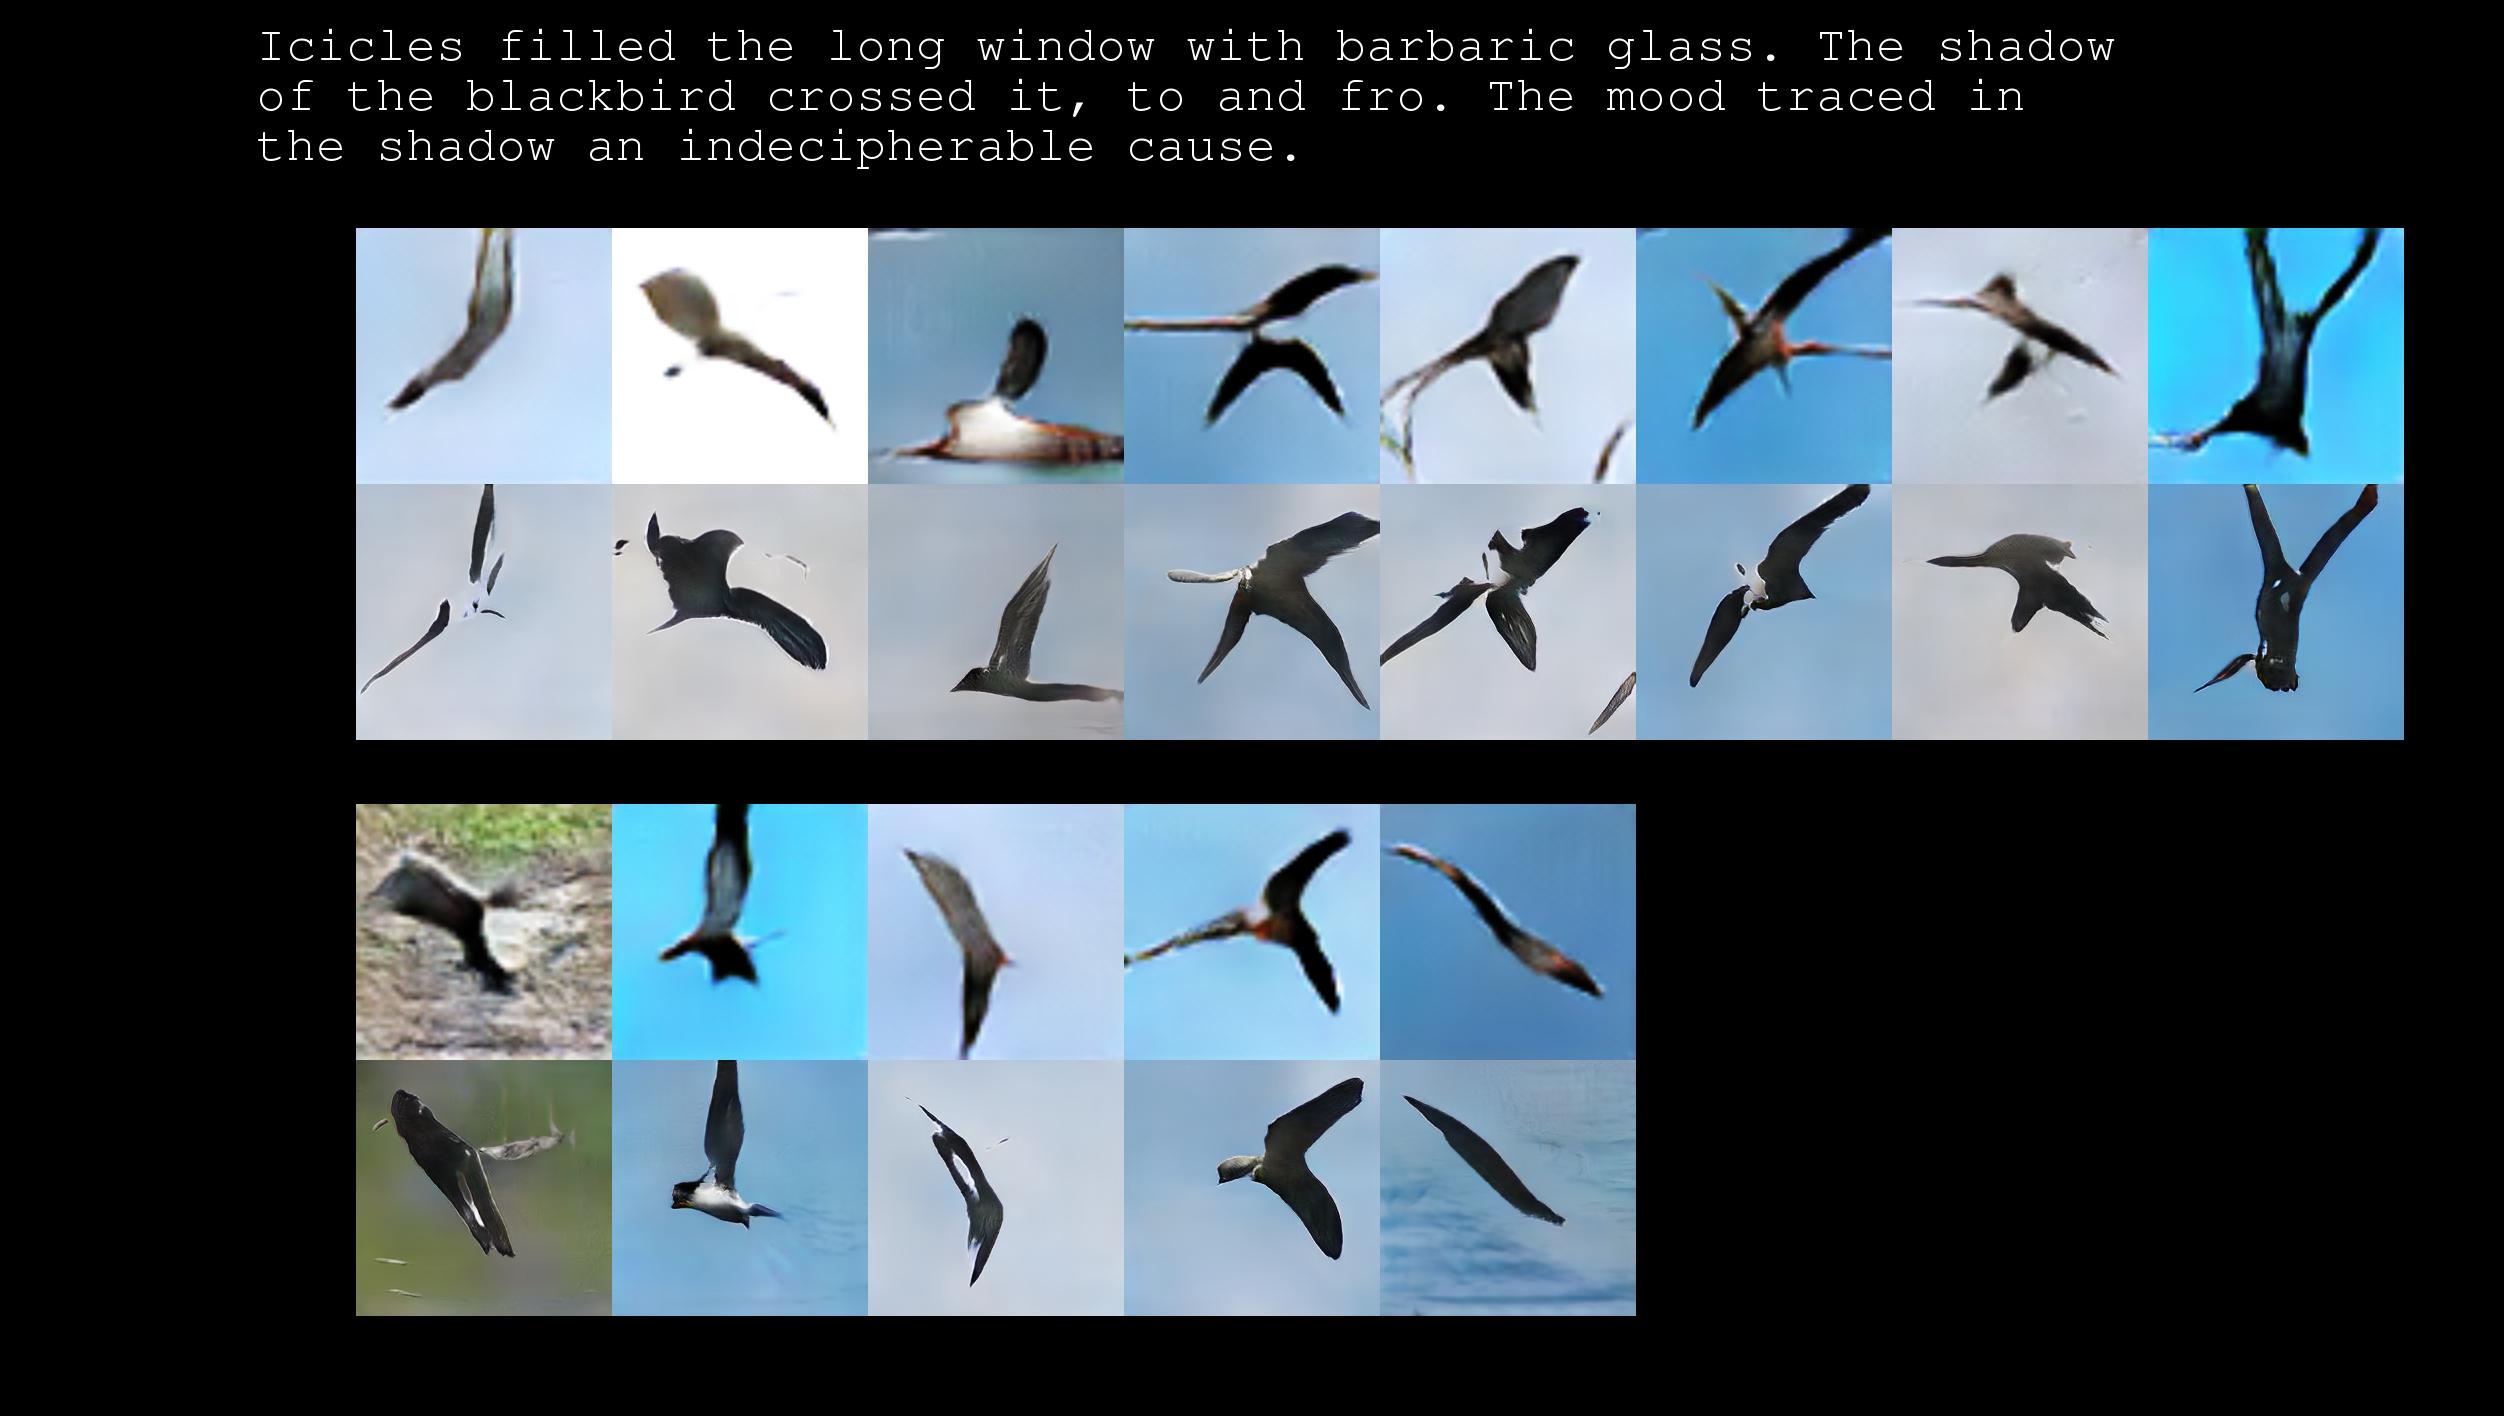 Icicles filled the long window with barbaric glass. The shadow
of the blackbird crossed it, to and fro. The mood traced in
the shadow an indecipherable cause.